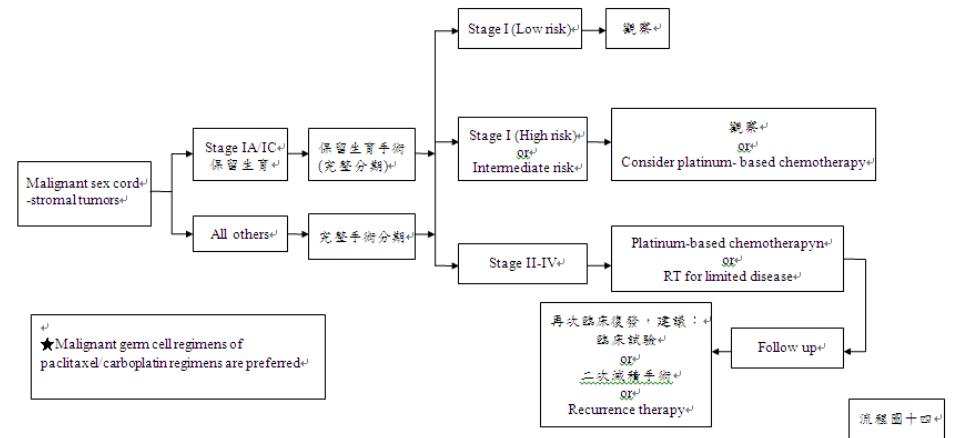 Malignant sex cord
-stromal tumors
Stage IA/IC
保留生育
All others
保留生育手術
(完整分期)
完整手術分期
Stage I (Low risk)
觀察
Stage I (High risk)
or
Intermediate risk
觀察
or
Consider platinum- based chemotherapy
Stage II-IV
Platinum-based chemotherapyn
or
RT for limited disease
Follow up
再次臨床復發，建議：
臨床試驗
or
二次減積手術
or
Recurrence therapy
★Malignant germ cell regimens of
paclitaxel/carboplatin regimens are preferred
流程圖十四